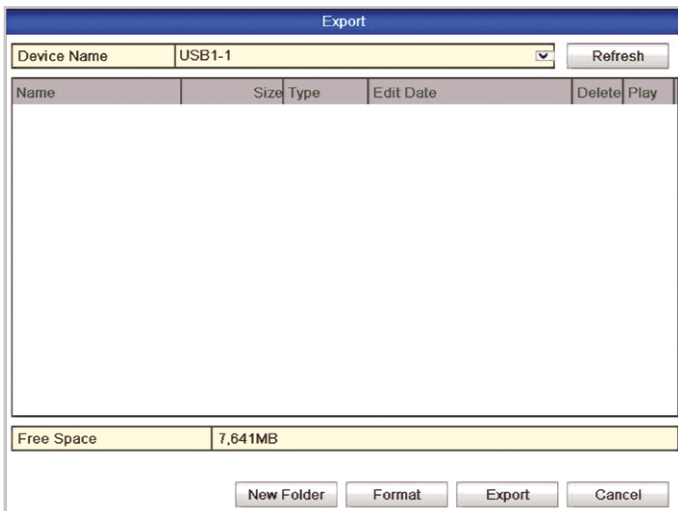 Export
Device Name USB1-1 Refresh
Name Size Type Edit Date Delete Play
Free Space 7,641MB
New Folder Format Export Cancel